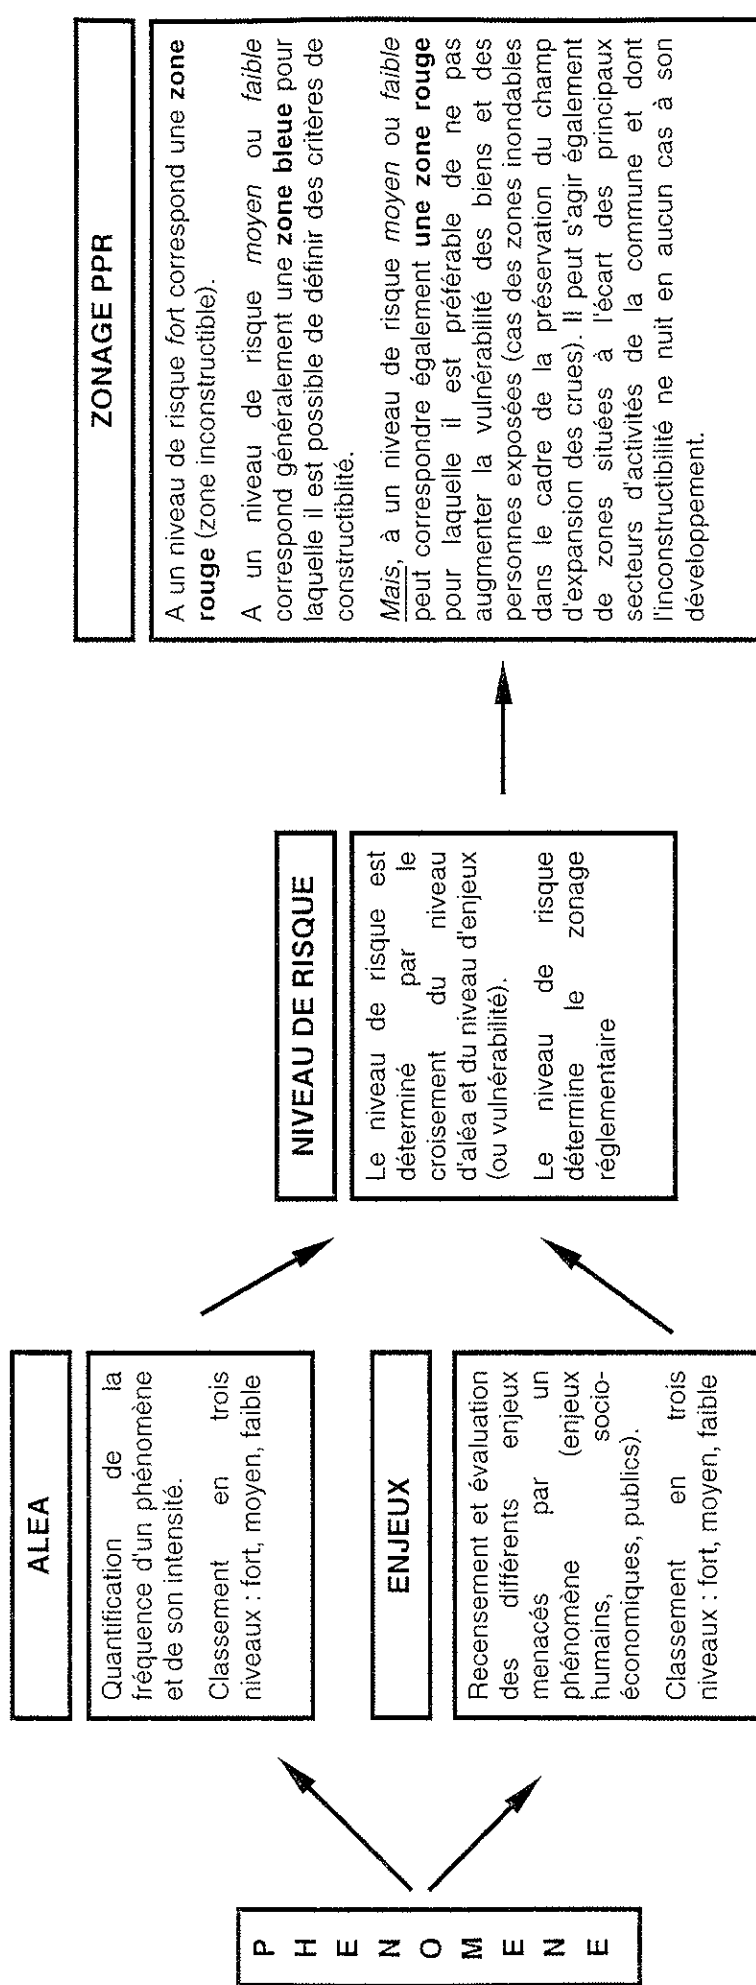 P
H
E
N
O
M
E
N
E
ALEA
Quantification de la
fréquence d'un phénomène
et de son intensité.
Classement en trois
niveaux : fort, moyen, faible
ENJEUX
Recensement et évaluation
des différents enjeux
menacés par un
phénomène (enjeux
humains, socio-
économiques, publics).
Classement en trois
niveaux : fort, moyen, faible
NIVEAU DE RISQUE
Le niveau de risque est
déterminé par le
croisement du niveau
d'aléa et du niveau d'enjeux
(ou vulnérabilité).
Le niveau de risque
détermine le zonage
réglementaire
ZONAGE PPR
A un niveau de risque fort correspond une zone
rouge (zone inconstructible).
A un niveau de risque moyen ou faible
correspond généralement une zone bleue pour
laquelle il est possible de définir des critères de
constructiblité.
Mais, à un niveau de risque moyen ou faible
peut correspondre également une zone rouge
pour laquelle il est préférable de ne pas
augmenter la vulnérabilité des biens et des
personnes exposées (cas des zones inondables
dans le cadre de la préservation du champ
d'expansion des crues). Il peut s'agir également
de zones situées à l'écart des principaux
secteurs d'activités de la commune et dont
l'inconstructibilité ne nuit en aucun cas à son
développement.